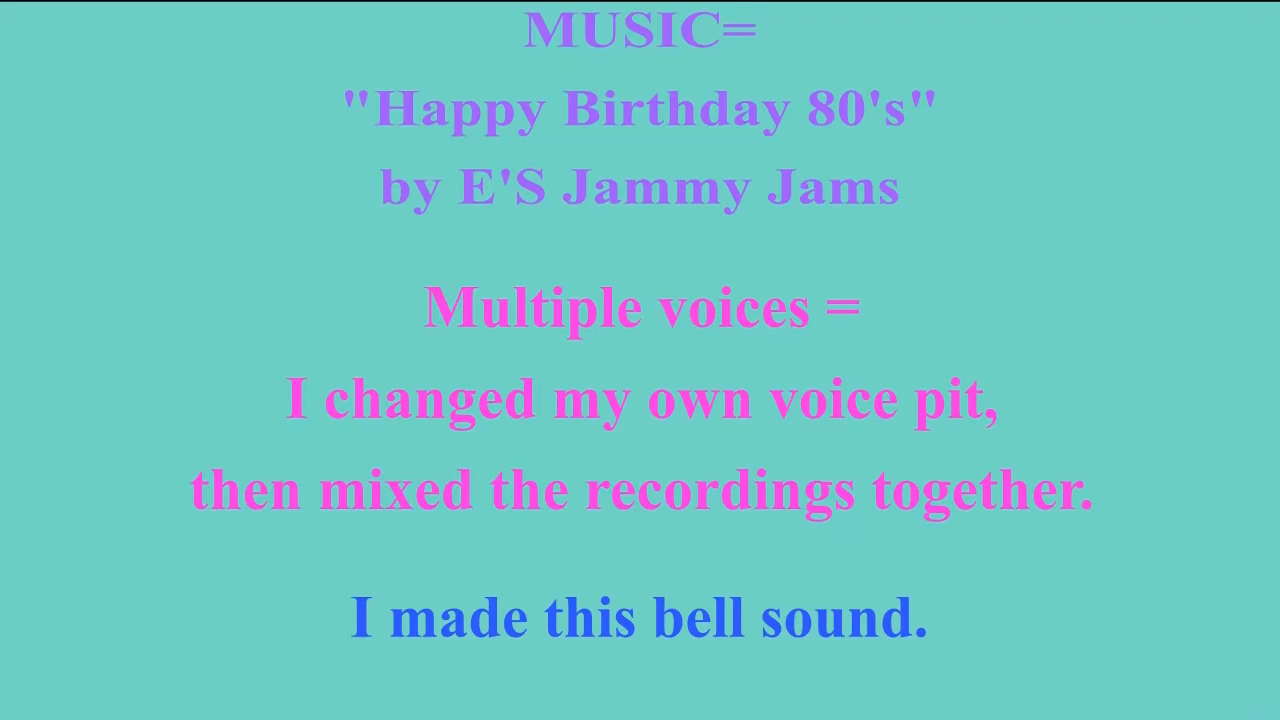 MUSIC=
"Happy Birthday 80's"
by E'S Jammy Jams
Multiple voices =
I changed my own voice pit,
then mixed the recordings together.
I made this bell sound.